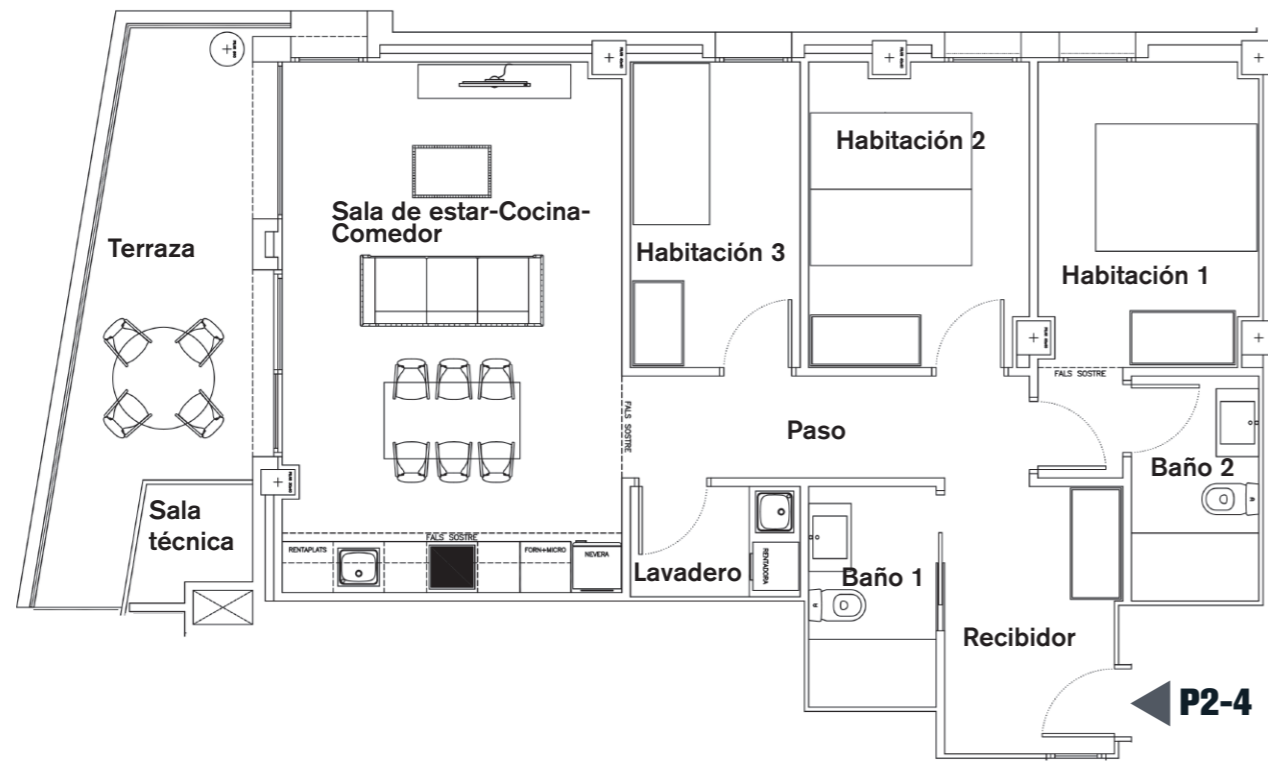 Habitación 2
Sala de estar-Cocina-
Comedor
Terraza
Habitación 3
Habitación 1
FALS SOSTRE
FALS SOSTRE
Paso
Baño 2
Sala
técnica
FALS SOSTRE
RENTAPLATS
FORN+MICRO
NEVERA
Lavadero
RENTADORA
Baño 1
Recibidor
P2-4